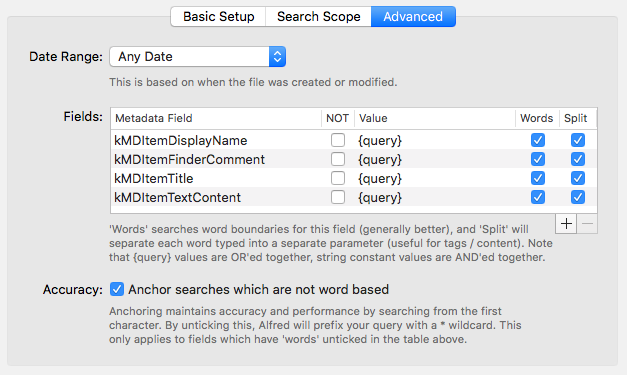 Basic Setup Search Scope Advanced
Date Range: Any Date
This is based on when the file was created or modified.
Fields: Metadata Field NOT Value Words Split
kMDItemDisplayName {query}
kMDItemFinderComment {query}
kMDItemTitle {query}
kMDItemTextContent {query}
'Words' searches word boundaries for this field (generally better), and 'Split' will
separate each word typed into a separate parameter (useful for tags / content). Note
that {query} values are OR'ed together, string constant values are AND'ed together.
Accuracy: Anchor searches which are not word based
Anchoring maintains accuracy and performance by searching from the first
character. By unticking this, Alfred will prefix your query with a * wildcard. This
only applies to fields which have 'words' unticked in the table above.